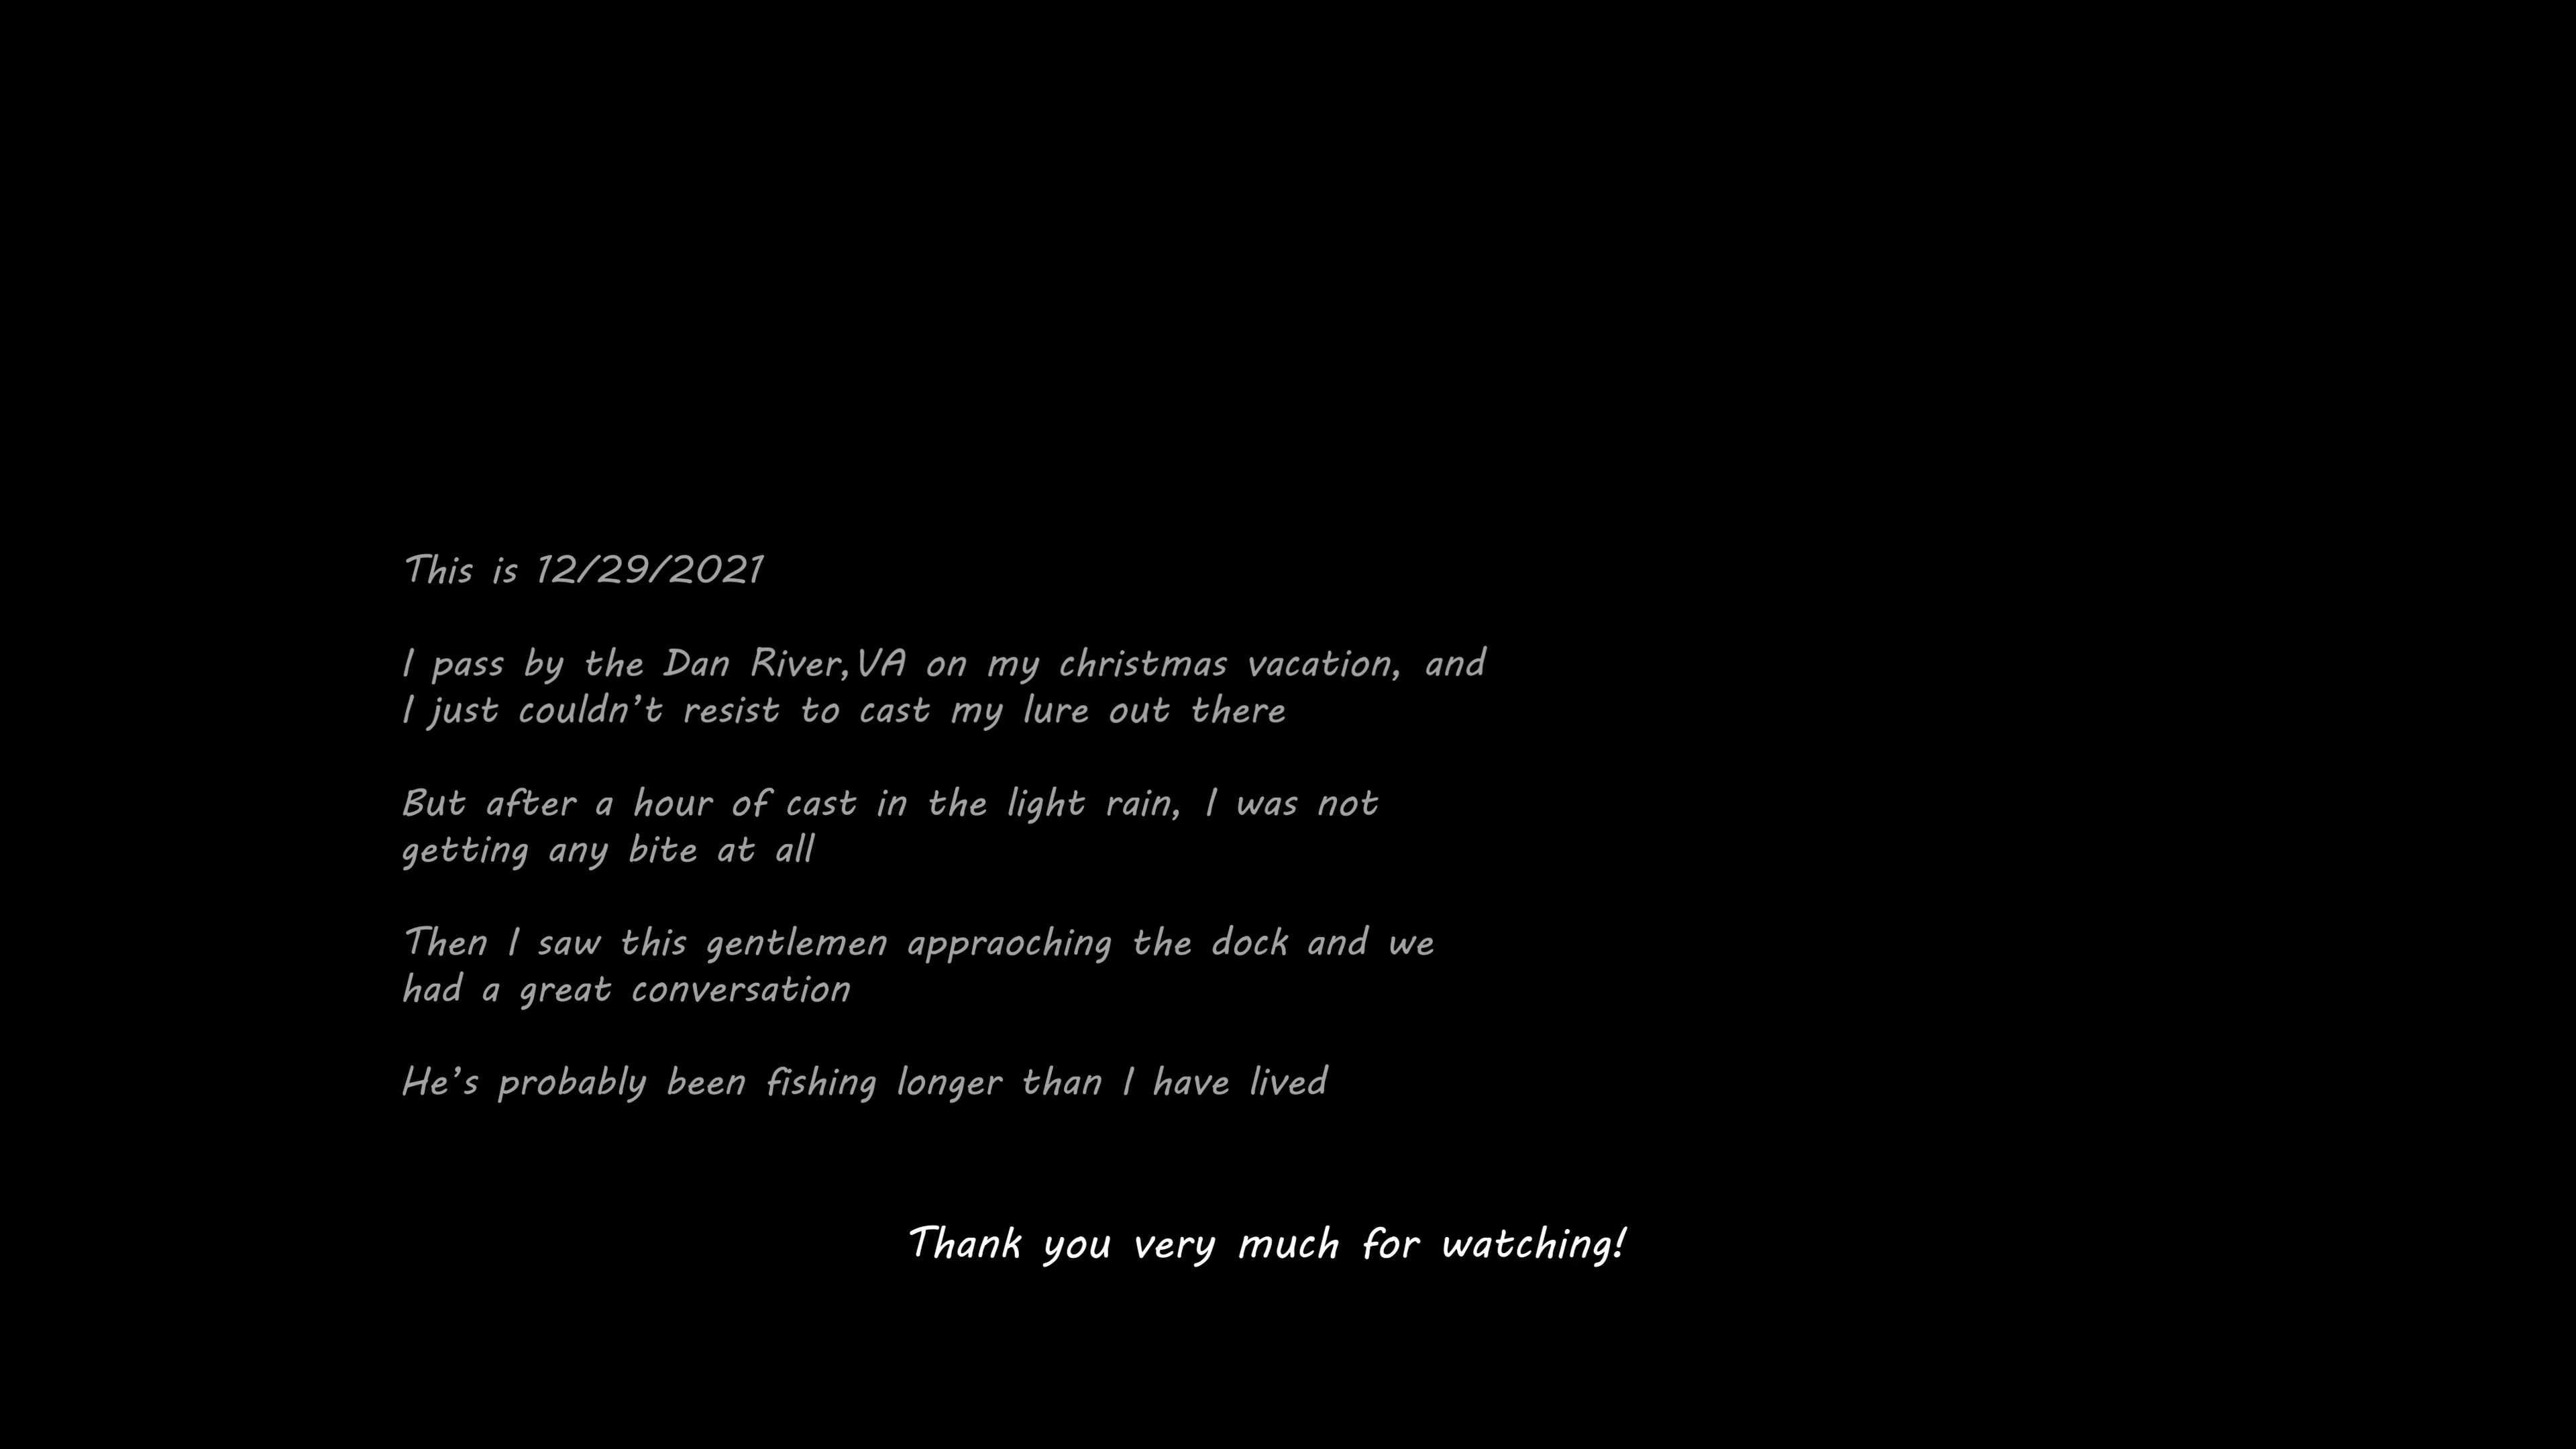 This is 12/29/2021
I pass by the Dan River,VA on my christmas vacation, and
I just couldn’t resist to cast my lure out there
But after a hour of cast in the light rain, I was not
getting any bite at all
Then I saw this gentlemen appraoching the dock and we
had a great conversation
He’s probably been fishing longer than I have lived
Thank you very much for watching!